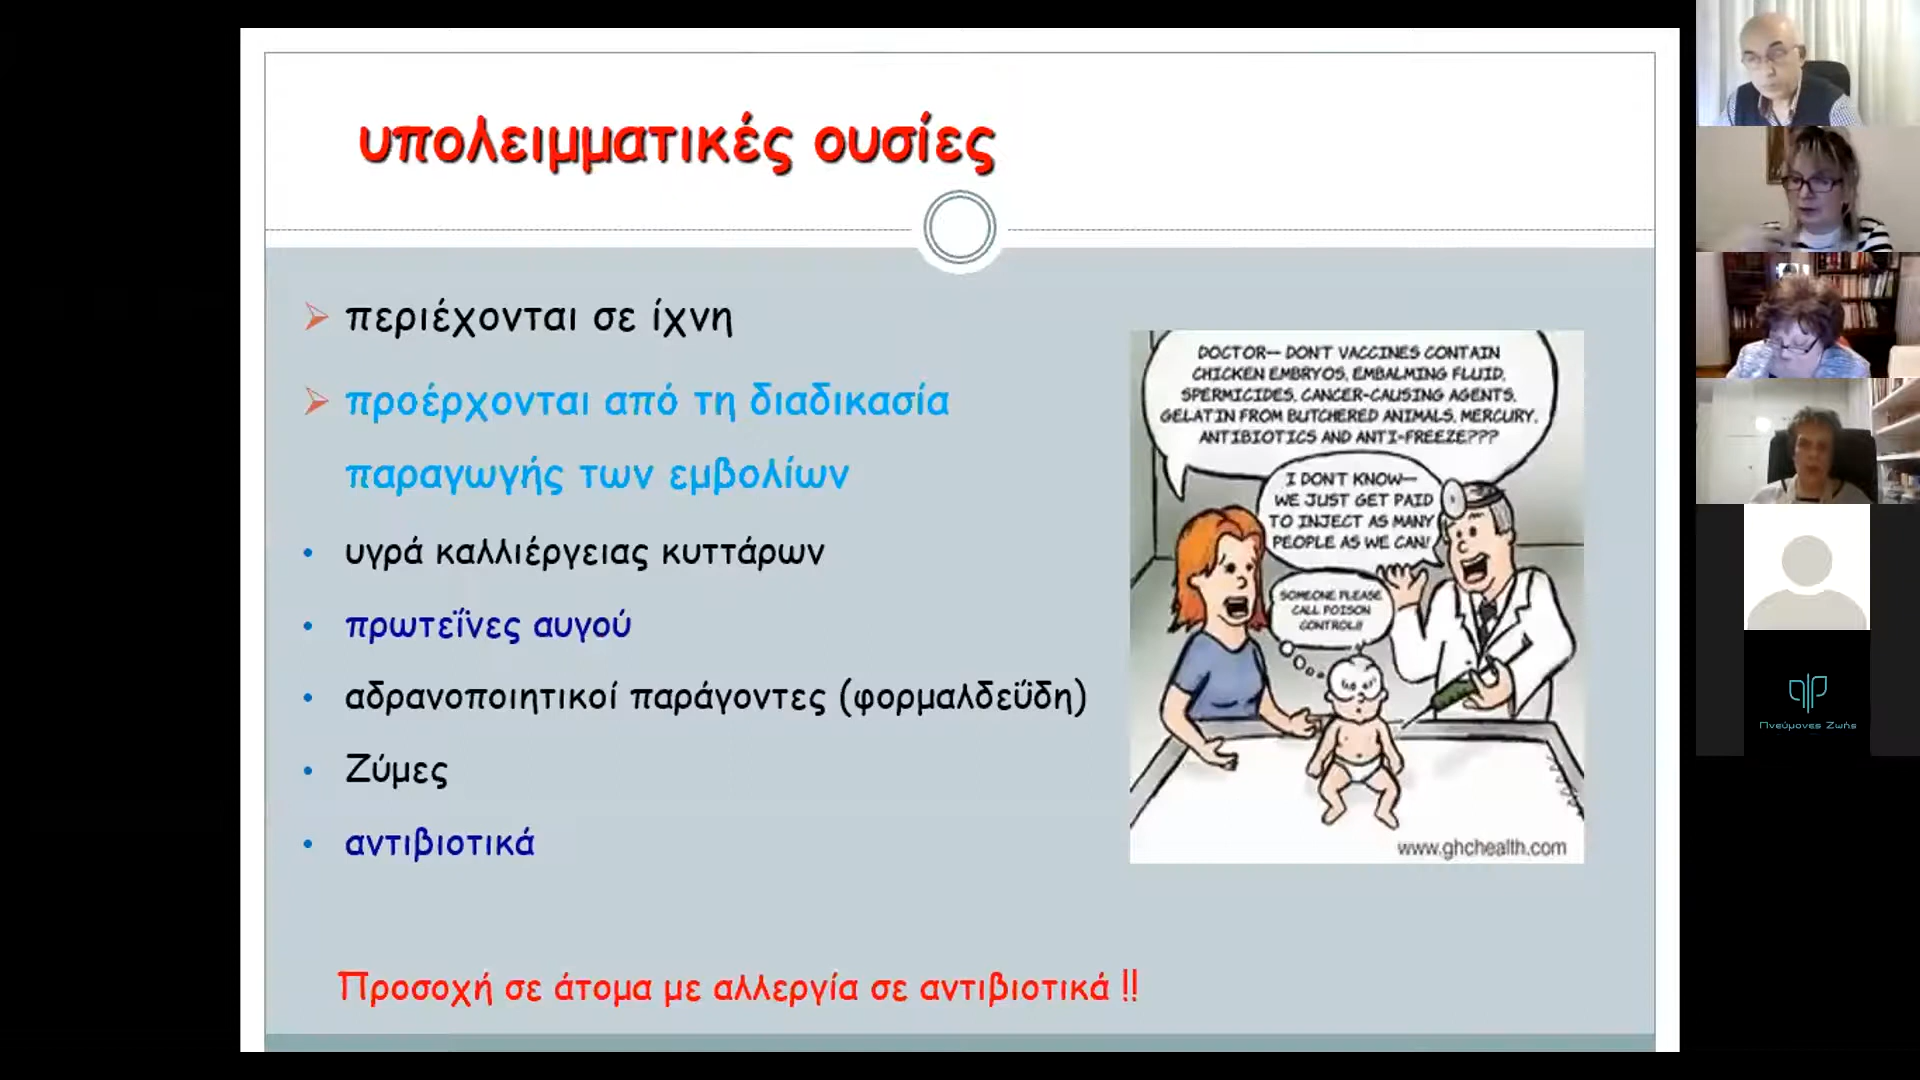 υπολειμματικές ουσίες
περιέχονται σε ίχνη
προέρχονται από τη διαδικασία
παραγωγής των εμβολίων
υγρά καλλιέργειας κυττάρων
πρωτεΐνες αυγού
αδρανοποιητικοί παράγοντες (φορμαλδεΰδη)
Ζύμες
αντιβιοτικά
Προσοχή σε άτομα με αλλεργία σε αντιβιοτικά !!
DOCTOR— DON'T VACCINES CONTAIN
CHICKEN EMBRYOS, EMBALMING FLUID,
SPERMICIDES, CANCER-CAUSING AGENTS,
GELATIN FROM BUTCHERED ANIMALS, MERCURY,
ANTIBIOTICS AND ANTI-FREEZE???
I DON'T KNOW—
WE JUST GET PAID
TO INJECT AS MANY
PEOPLE AS WE CAN!
SOMEONE PLEASE
CALL POISON
CONTROL!!
www.ghchealth.com
Πνεύμονες Ζωής